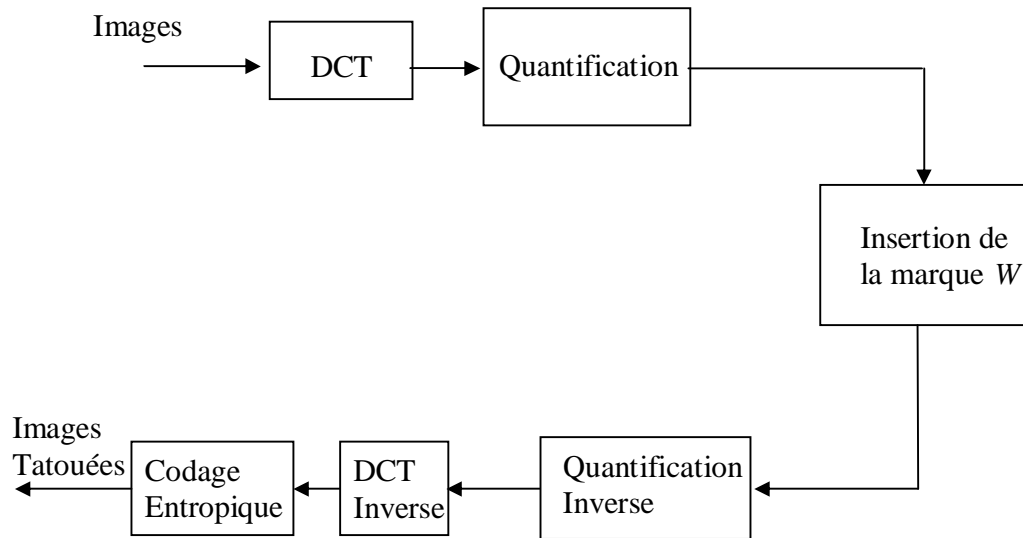 Images
DCT
Quantification
Insertion de
la marque W
Quantification
Inverse
DCT
Inverse
Codage
Entropique
Images
Tatouées